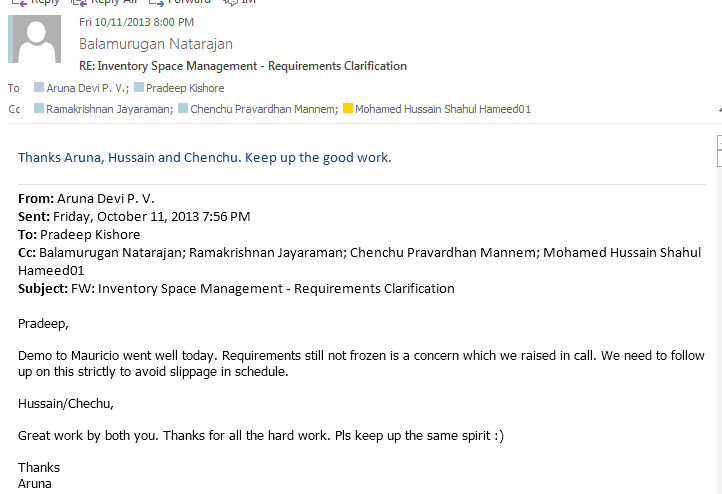 Reply Reply All Forward IM
Fri 10/11/2013 8:00 PM
Balamurugan Natarajan
RE: Inventory Space Management - Requirements Clarification
To Aruna Devi P. V.; Pradeep Kishore
Cc Ramakrishnan Jayaraman; Chenchu Pravardhan Mannem; Mohamed Hussain Shahul Hameed01
Thanks Aruna, Hussain and Chenchu. Keep up the good work.
From: Aruna Devi P. V.
Sent: Friday, October 11, 2013 7:56 PM
To: Pradeep Kishore
Cc: Balamurugan Natarajan; Ramakrishnan Jayaraman; Chenchu Pravardhan Mannem; Mohamed Hussain Shahul
Hameed01
Subject: FW: Inventory Space Management - Requirements Clarification
Pradeep,
Demo to Mauricio went well today. Requirements still not frozen is a concern which we raised in call. We need to follow
up on this strictly to avoid slippage in schedule.
Hussain/Chechu,
Great work by both you. Thanks for all the hard work. Pls keep up the same spirit :)
Thanks
Aruna